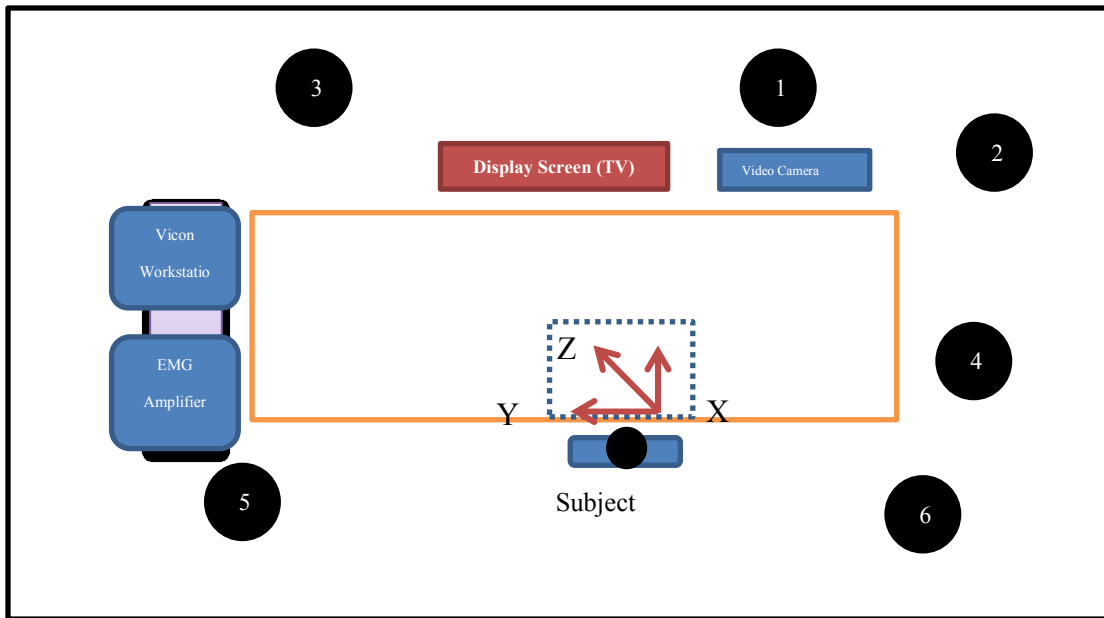 3
1
2
Display Screen (TV)
Video Camera
Vicon
Workstatio
EMG
Amplifier
Z
Y
X
4
5
Subject
6